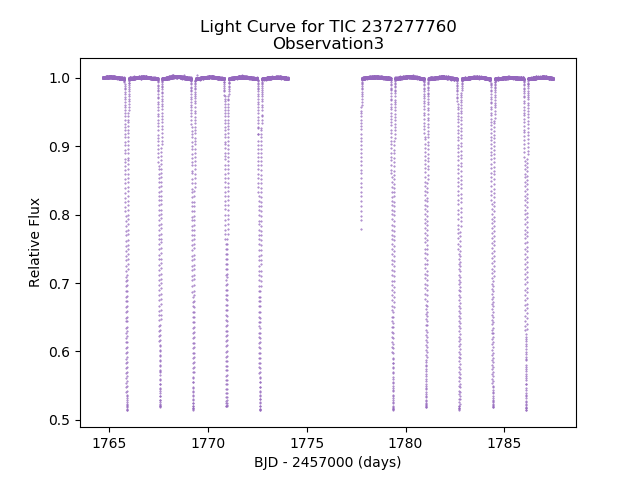 Light Curve for TIC 237277760
Observation3
1.0
0.9
0.8
0.7
0.6
0.5
Relative Flux
1765
1770
1775
1780
1785
BJD - 2457000 (days)